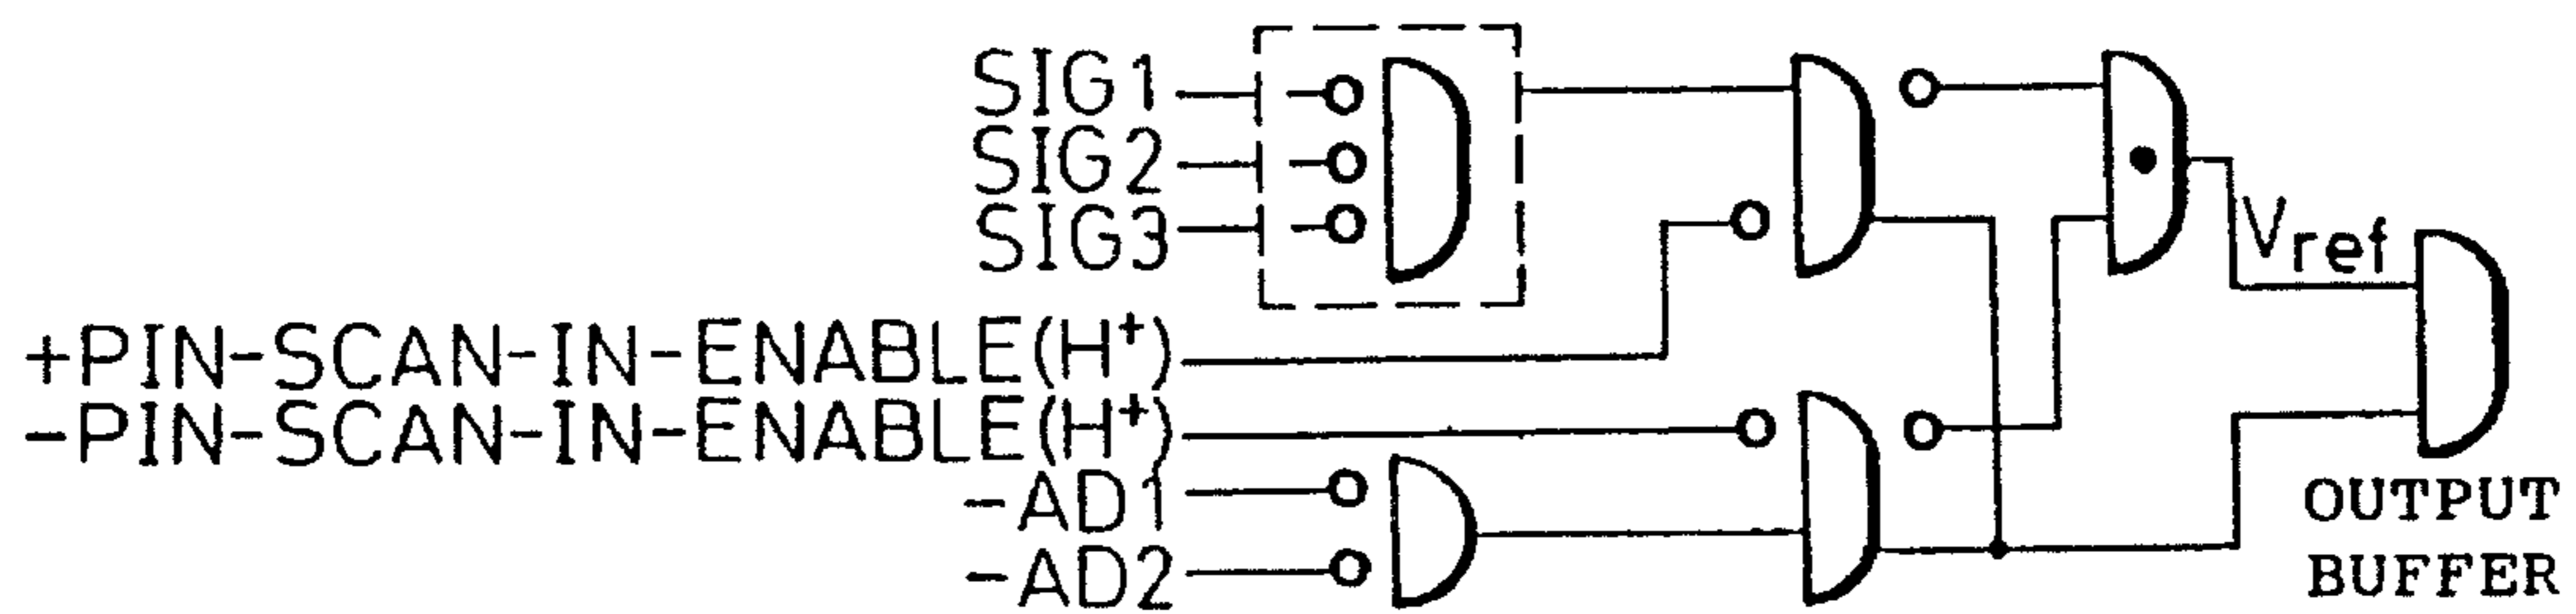 SIG1
SIG2
SIG3
+PIN-SCAN-IN-ENABLE(H⁺)
-PIN-SCAN-IN-ENABLE(H⁺)
-AD1
-AD2
Vref
OUTPUT
BUFFER